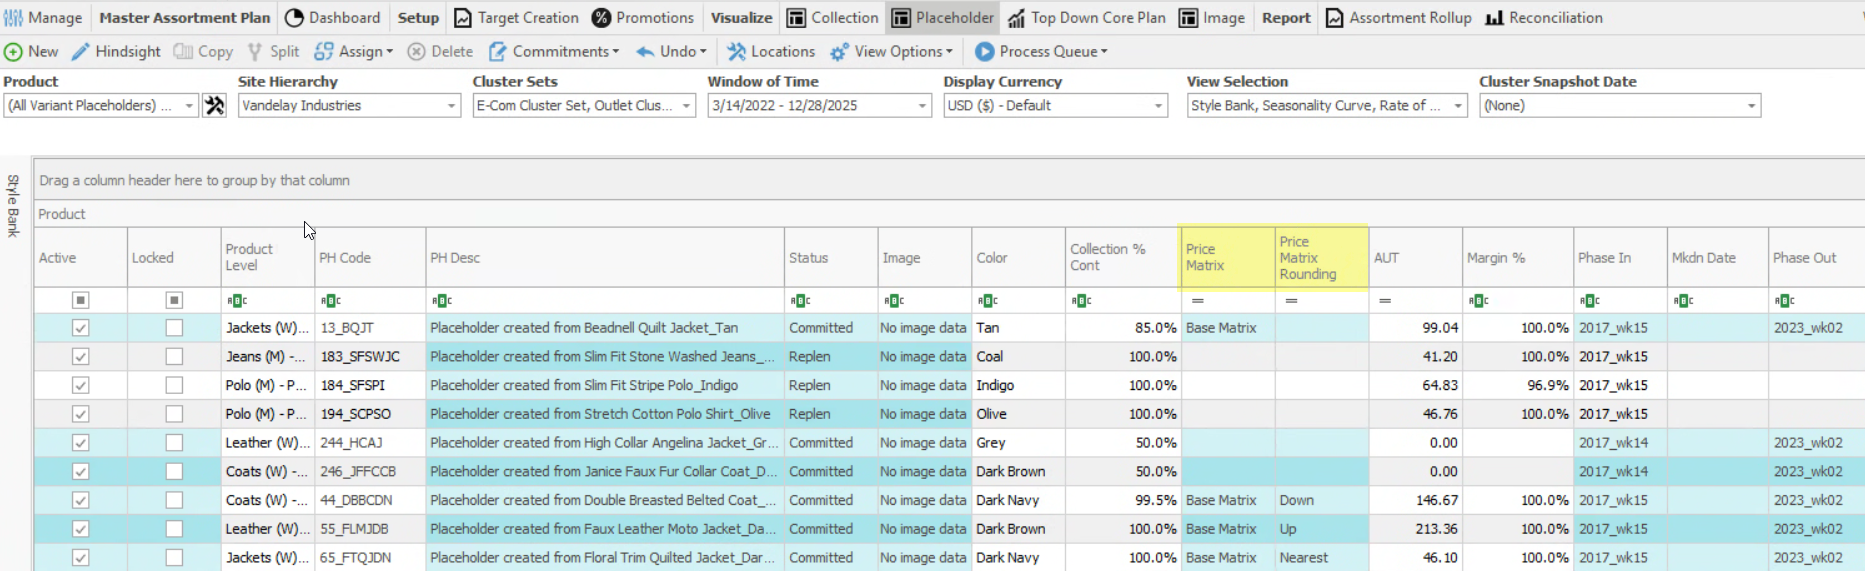 Manage Master Assortment Plan Dashboard Setup Target Creation Promotions Visualize Collection Placeholder Top Down Core Plan Image Report Assortment Rollup Reconciliation
New Hindsight Copy Split Assign Delete Commitments Undo Locations View Options Process Queue
Product Site Hierarchy Cluster Sets Window of Time Display Currency View Selection Cluster Snapshot Date
(All Variant Placeholders) ... Vandelay Industries E-Com Cluster Set, Outlet Clus... 3/14/2022 - 12/28/2025 USD ($) - Default Style Bank, Seasonality Curve, Rate of ... (None)
Style Bank
Drag a column header here to group by that column
Product
Active Locked Product Level PH Code PH Desc Status Image Color Collection % Cont Price Matrix Price Matrix Rounding AUT Margin % Phase In Mkdn Date Phase Out
ABC ABC ABC ABC ABC ABC ABC = = = ABC ABC ABC ABC
Jackets (W)... 13_BQJT Placeholder created from Beadnell Quilt Jacket_Tan Committed No image data Tan 85.0% Base Matrix 99.04 100.0% 2017_wk15 2023_wk02
Jeans (M) -... 183_SFSWJC Placeholder created from Slim Fit Stone Washed Jeans_... Replen No image data Coal 100.0% 41.20 100.0% 2017_wk15
Polo (M) - P... 184_SFSPI Placeholder created from Slim Fit Stripe Polo_Indigo Replen No image data Indigo 100.0% 64.83 96.9% 2017_wk15
Polo (M) - P... 194_SCPSO Placeholder created from Stretch Cotton Polo Shirt_Olive Replen No image data Olive 100.0% 46.76 100.0% 2017_wk15
Leather (W)... 244_HCAJ Placeholder created from High Collar Angelina Jacket_Gr... Committed No image data Grey 50.0% 0.00 2017_wk14 2023_wk02
Coats (W) -... 246_JFFCCB Placeholder created from Janice Faux Fur Collar Coat_D... Committed No image data Dark Brown 50.0% 0.00 2017_wk14 2023_wk02
Coats (W) -... 44_DBBCDN Placeholder created from Double Breasted Belted Coat_... Committed No image data Dark Navy 99.5% Base Matrix Down 146.67 100.0% 2017_wk15 2023_wk02
Leather (W)... 55_FLMJDB Placeholder created from Faux Leather Moto Jacket_Da... Committed No image data Dark Brown 100.0% Base Matrix Up 213.36 100.0% 2017_wk15 2023_wk02
Jackets (W)... 65_FTQJDN Placeholder created from Floral Trim Quilted Jacket_Dar... Committed No image data Dark Navy 100.0% Base Matrix Nearest 46.10 100.0% 2017_wk15 2023_wk02